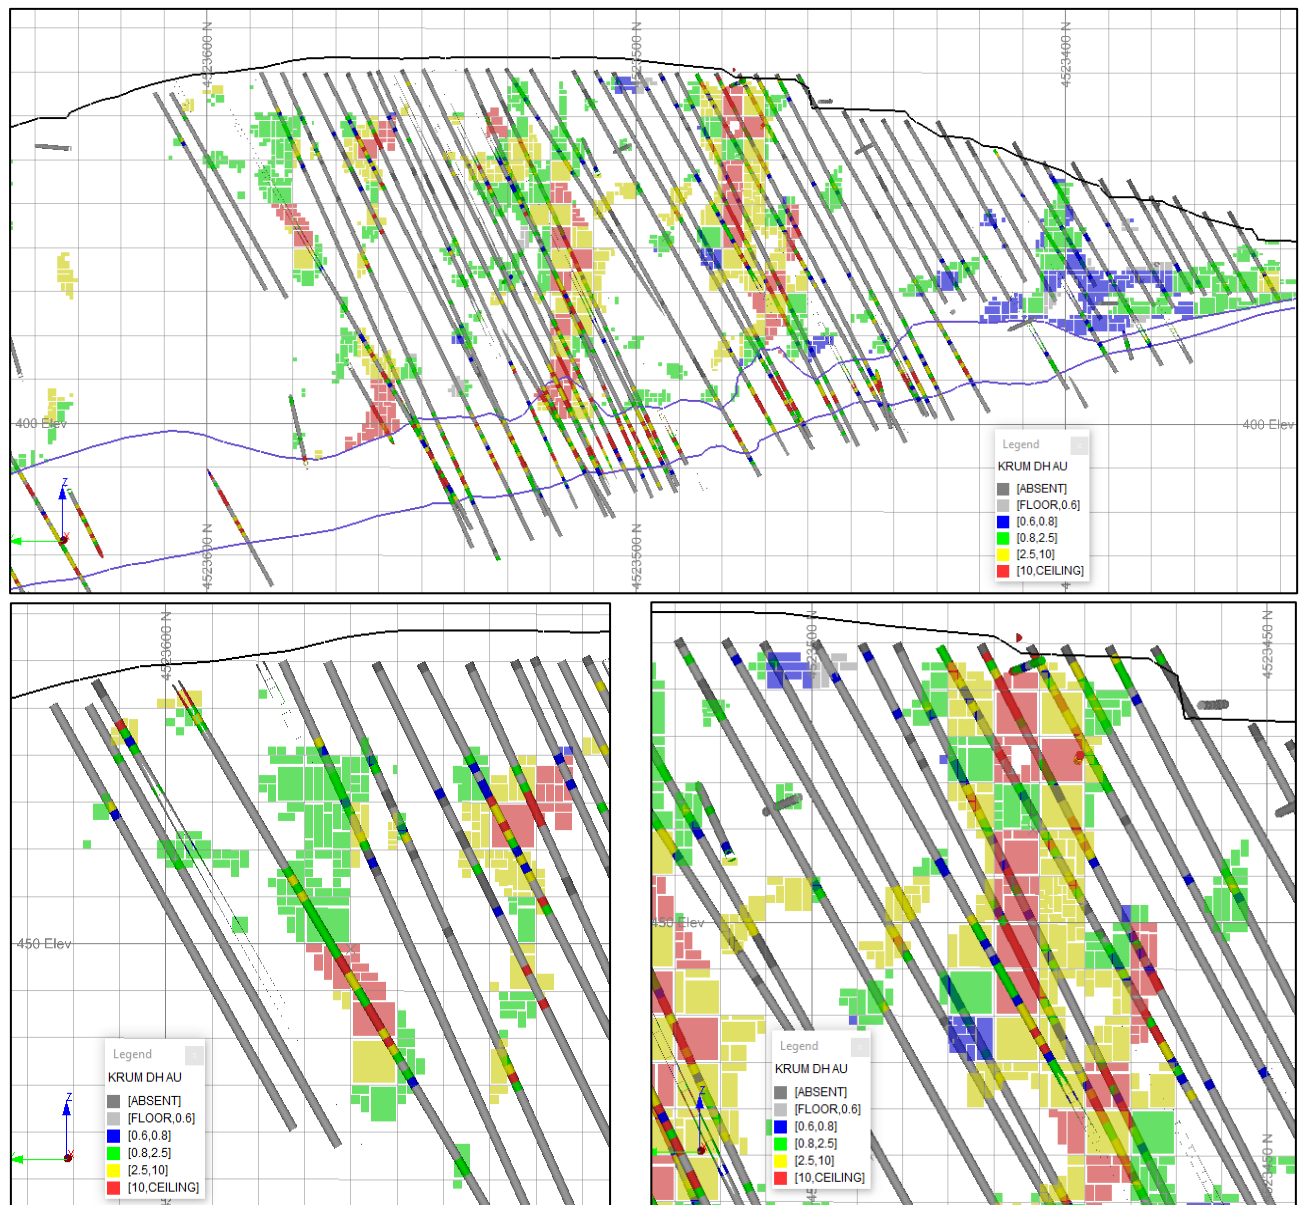 4523600 N
4523500 N
4523400 N
400 Elev
400 Elev
Legend
KRUM DH AU
[ABSENT]
[FLOOR,0.6]
[0.6,0.8]
[0.8,2.5]
[2.5,10]
[10,CEILING]
Z
4523600 N
4523500 N
4523600 N
450 Elev
Legend
KRUM DH AU
[ABSENT]
[FLOOR,0.6]
[0.6,0.8]
[0.8,2.5]
[2.5,10]
[10,CEILING]
Z
4523500 N
4523450 N
450 Elev
Legend
KRUM DH AU
[ABSENT]
[FLOOR,0.6]
[0.6,0.8]
[0.8,2.5]
[2.5,10]
[10,CEILING]
Z
4523450 N